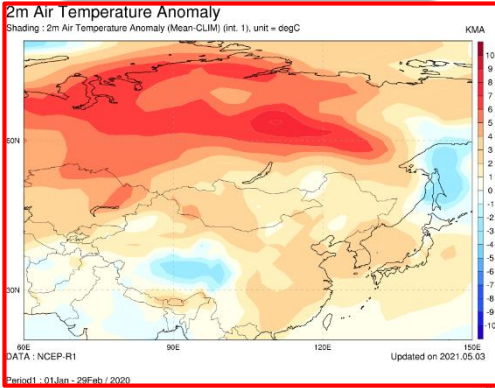 2m Air Temperature Anomaly
Shading : 2m Air Temperature Anomaly (Mean-CLIM) (int. 1), unit = degC
KMA
10
9
8
7
6
5
4
3
2
1
0
-1
-2
-3
-4
-5
-6
-7
-8
-9
-10
60N
30N
60E
90E
120E
150E
DATA : NCEP-R1
Updated on 2021.05.03
Period1 : 01Jan - 29Feb / 2020